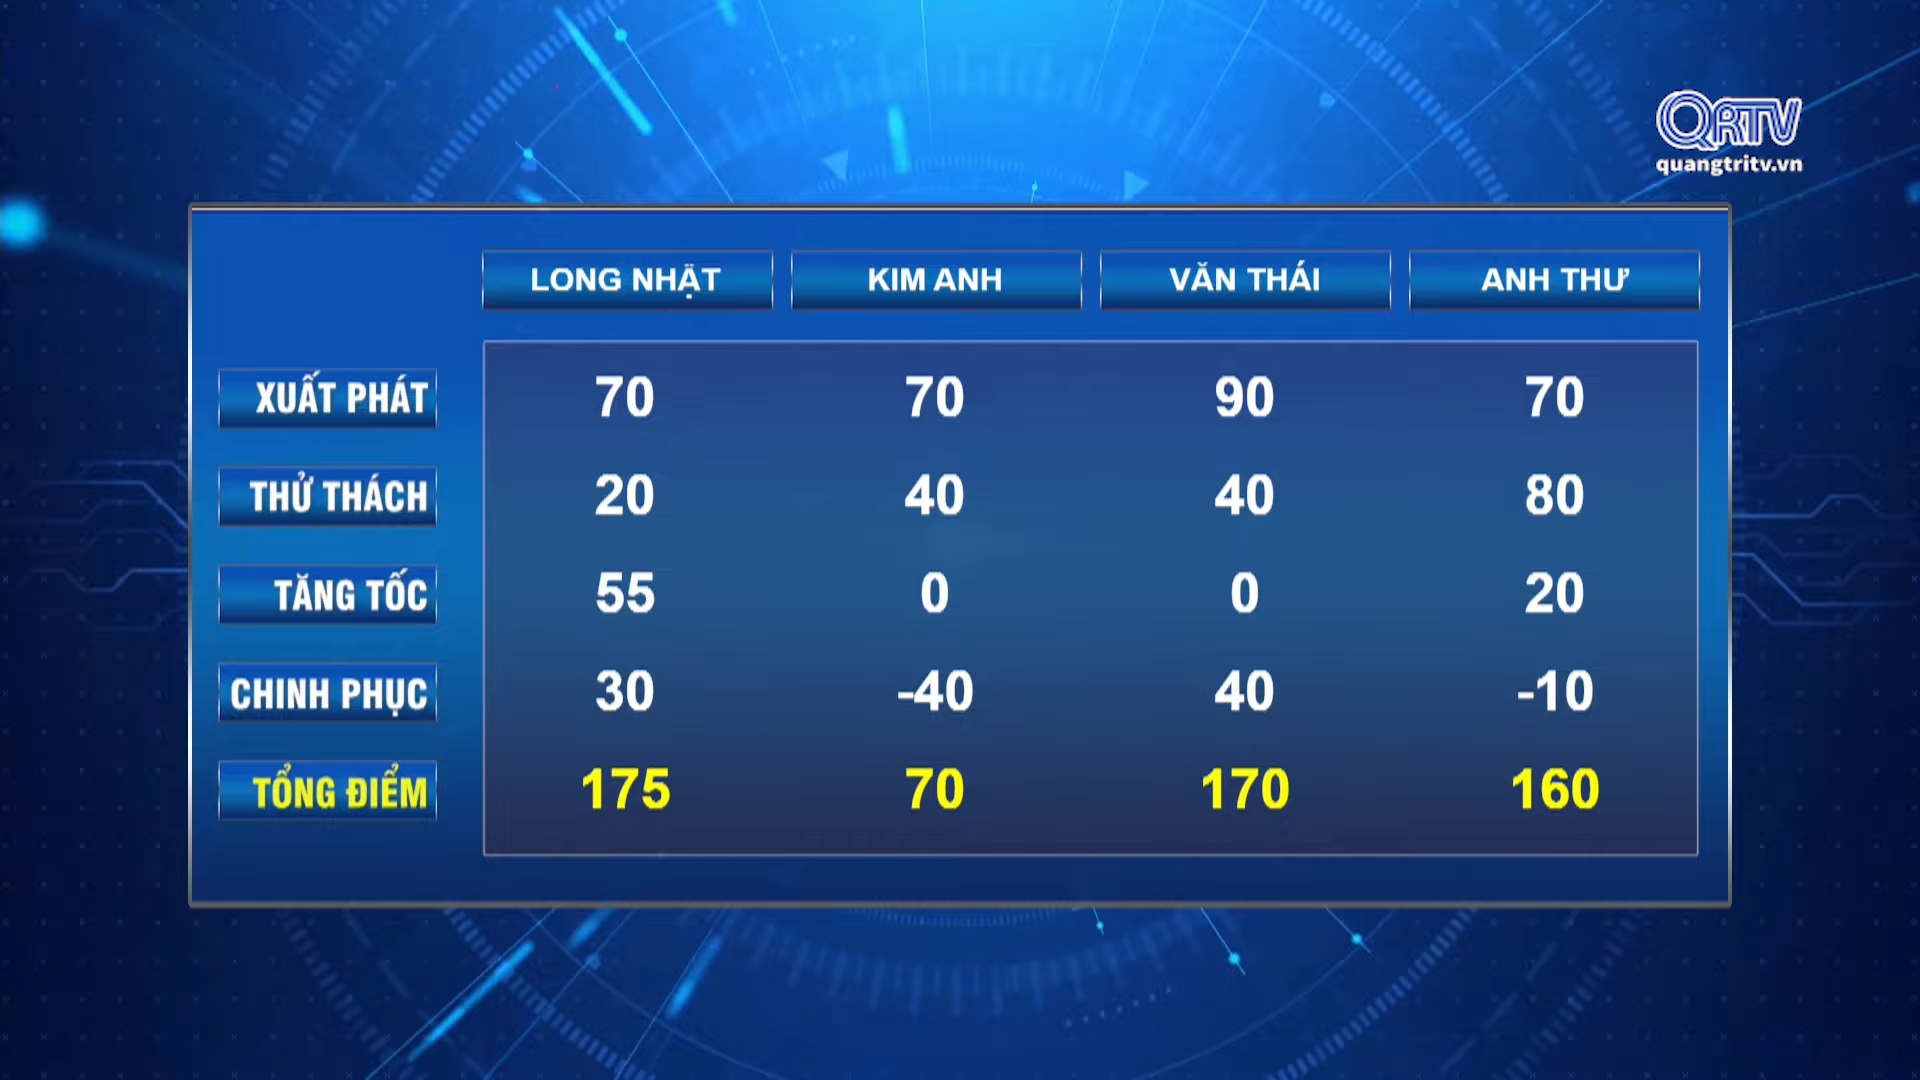 QRTV
quangtritv.vn
LONG NHẬT KIM ANH VĂN THÁI ANH THƯ
XUẤT PHÁT 70 70 90 70
THỬ THÁCH 20 40 40 80
TĂNG TỐC 55 0 0 20
CHINH PHỤC 30 -40 40 -10
TỔNG ĐIỂM 175 70 170 160